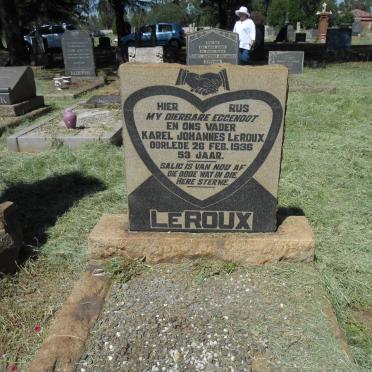 HIER RUS
MY DIERBARE EGGENOOT
EN ONS VADER
KAREL JOHANNES LEROUX
OORLEDE 26 FEB. 1936
53 JAAR.
SALIG IS VAN NOU AF
DIE DODE WAT IN DIE
HERE STERWE
LEROUX